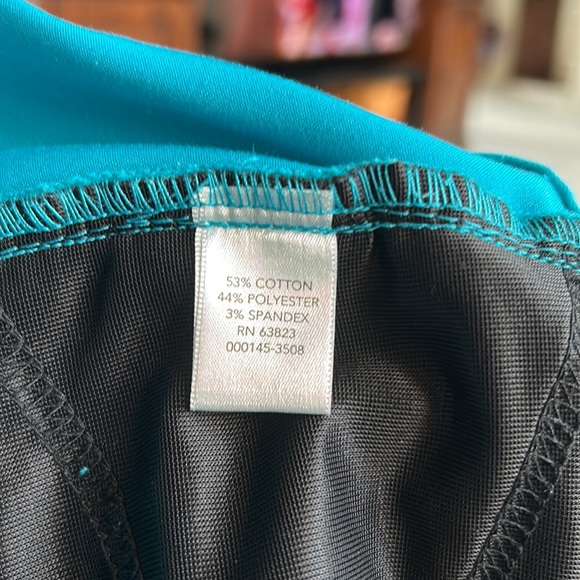 53% COTTON
44% POLYESTER
3% SPANDEX
RN 63823
000145-3508